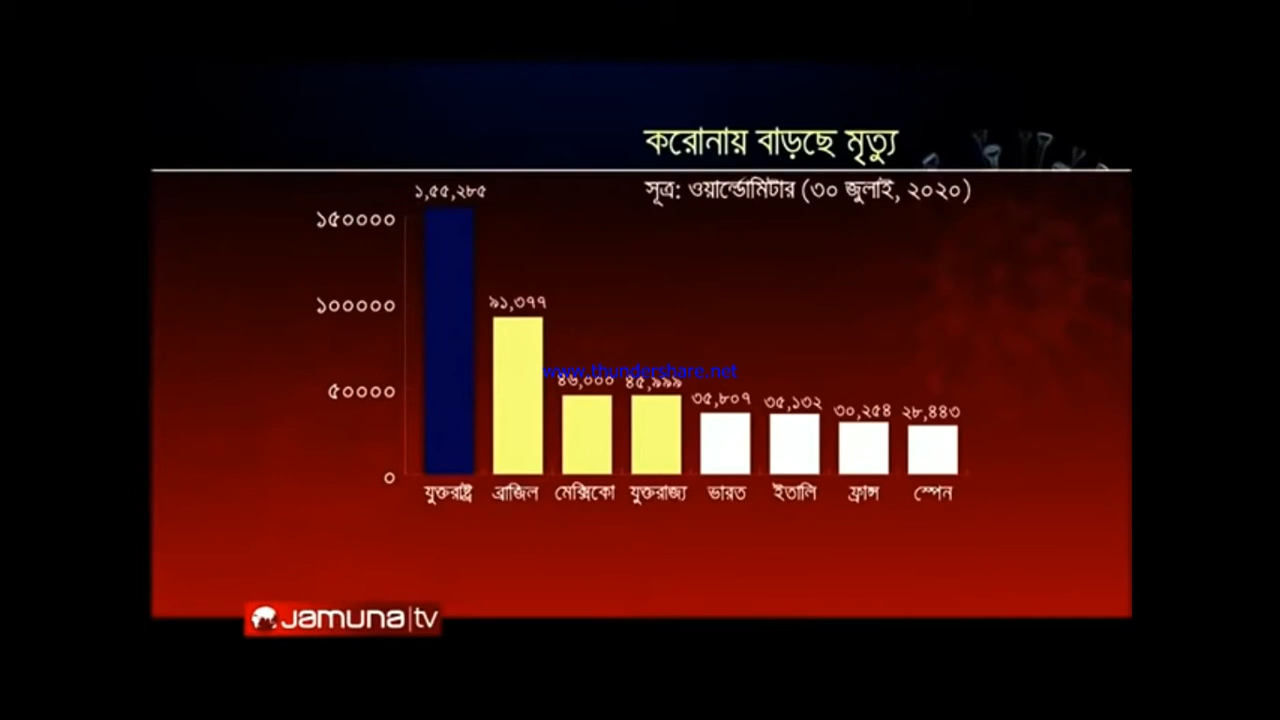 করোনায় বাড়ছে মৃত্যু
সূত্র: ওয়ার্ল্ডোমিটার (৩০ জুলাই, ২০২০)
১,৫৫,২৮৫
১৫০০০০
৯১,৩৭৭
১০০০০০
www.thundershare.net
৪৬,০০০ ৪৫,৯৯৯
৩৫,৮০৭ ৩৫,১৩২ ৩০,২৫৪ ২৮,৪৪৩
৫০০০০
০
যুক্তরাষ্ট্র ব্রাজিল মেক্সিকো যুক্তরাজ্য ভারত ইতালি ফ্রান্স স্পেন
Jamuna|tv